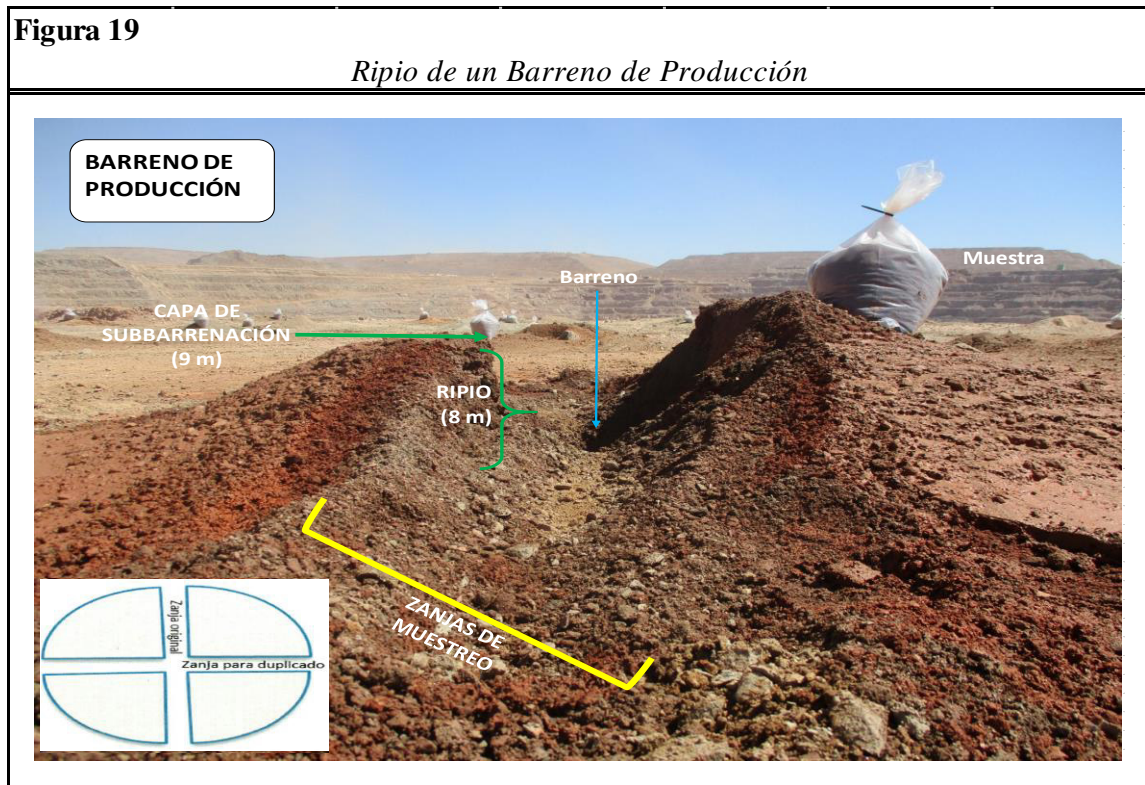 Figura 19
Ripio de un Barreno de Producción
BARRENO DE
PRODUCCIÓN
Muestra
Barreno
CAPA DE
SUBBARRENACIÓN
(9 m)
RIPIO
(8 m)
ZANJAS DE
MUESTREO
Zanja original
Zanja para duplicado